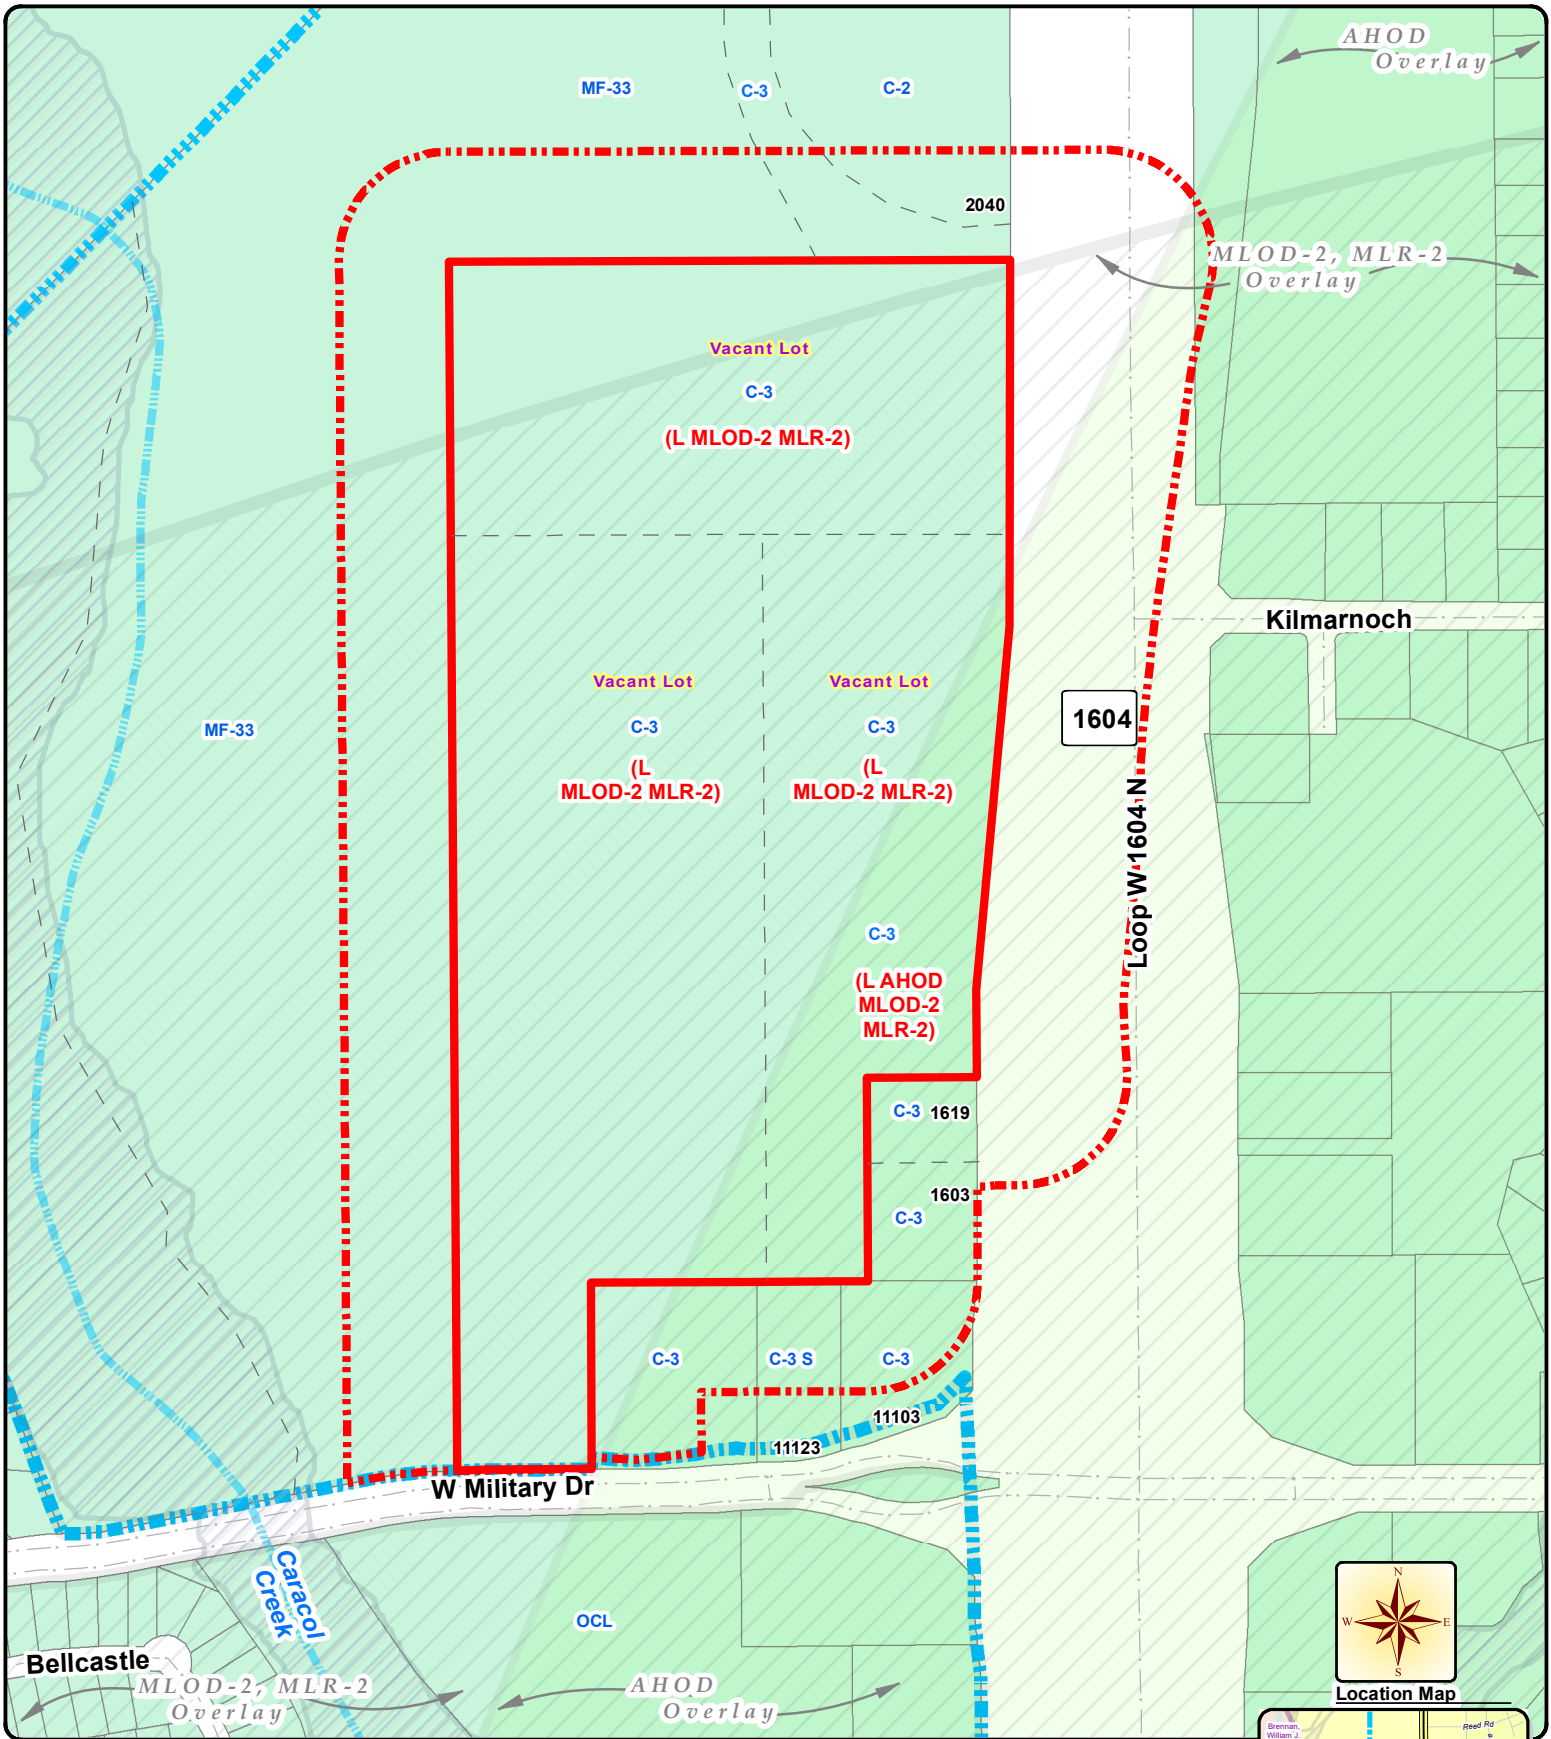 AHOD
Overlay
MF-33
C-3
C-2
2040
MLOD-2, MLR-2
Overlay
Vacant Lot
C-3
(L MLOD-2 MLR-2)
Kilmarnoch
Vacant Lot
C-3
(L
MLOD-2 MLR-2)
Vacant Lot
C-3
(L
MLOD-2 MLR-2)
MF-33
1604
Loop W 1604 N
C-3
(L AHOD
MLOD-2
MLR-2)
C-3 1619
1603
C-3
C-3
C-3 S
C-3
11103
11123
W Military Dr
Caracol
Creek
OCL
Bellcastle
MLOD-2, MLR-2
Overlay
AHOD
Overlay
N
W
E
S
Location Map
Brennan,
William J.
Reed Rd